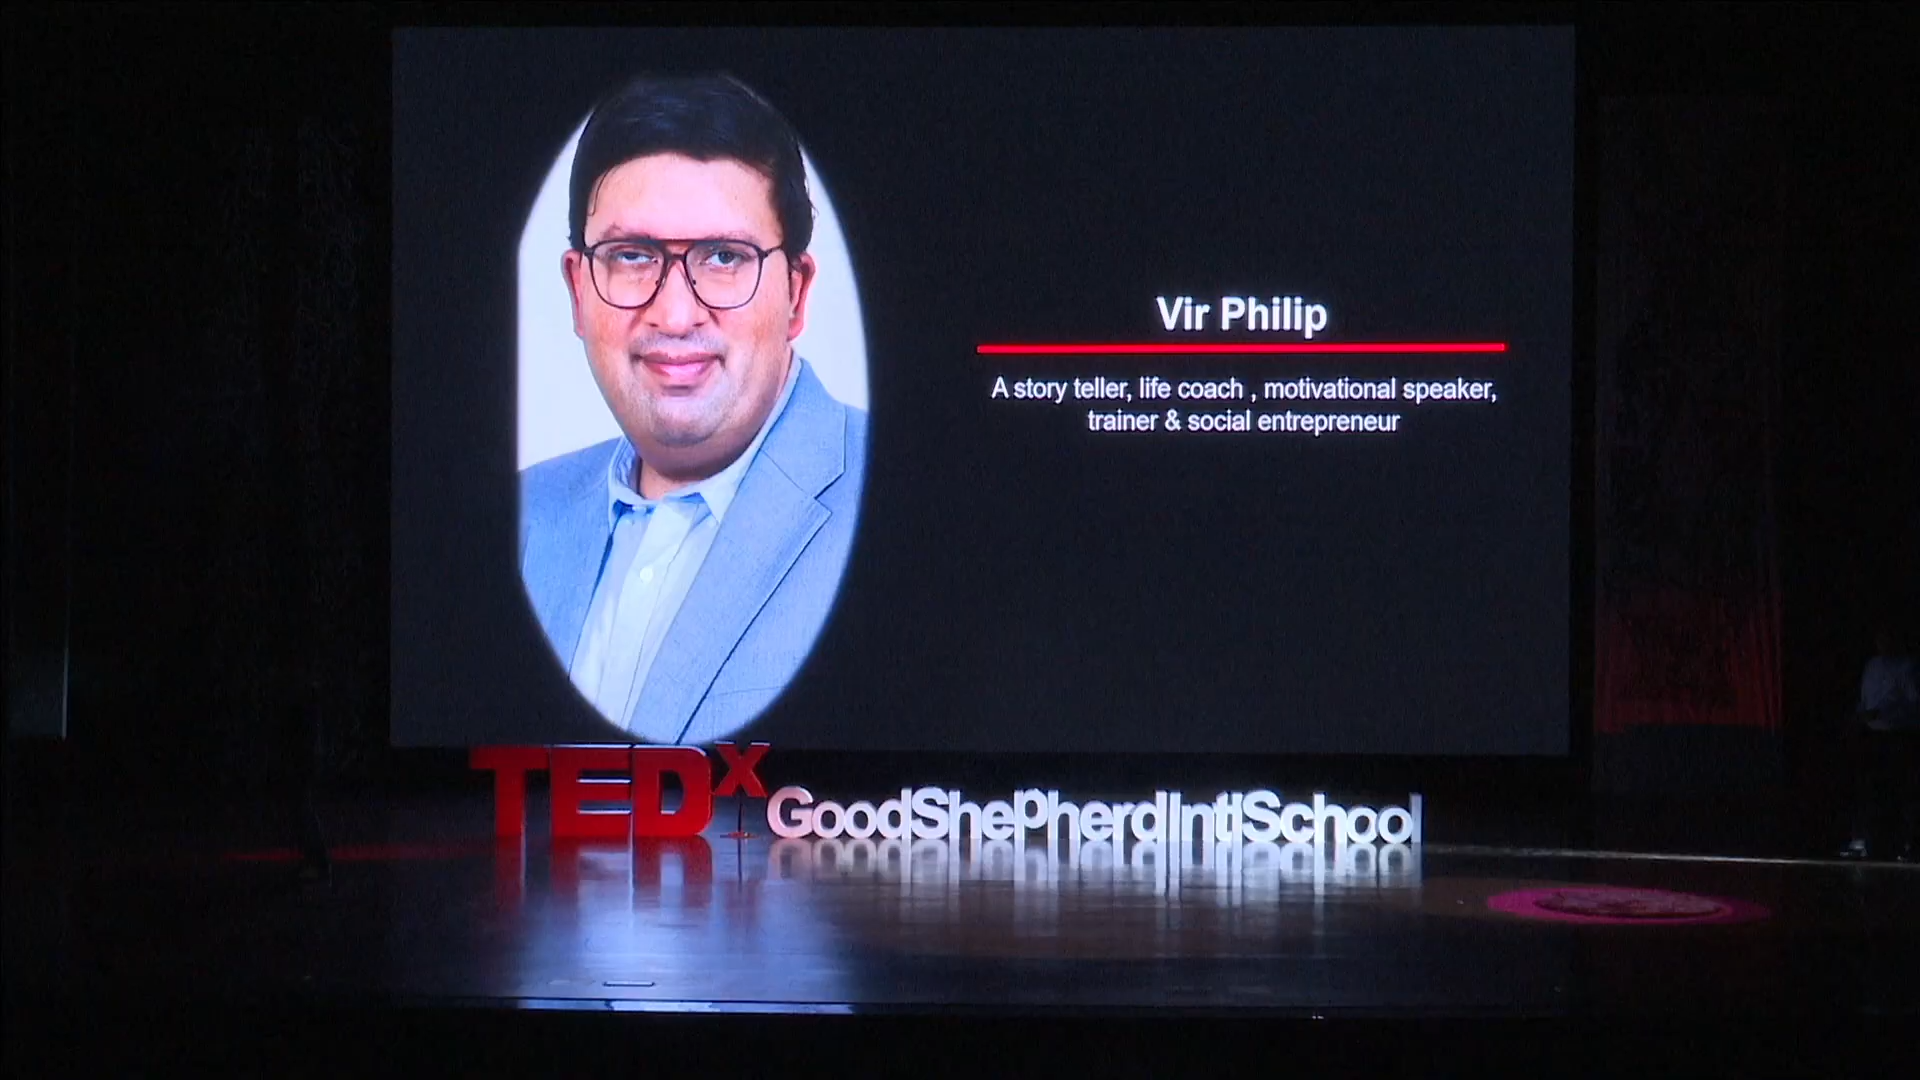 Vir Philip
A story teller, life coach , motivational speaker,
trainer & social entrepreneur
TEDx
GoodShepherdIntlSchool